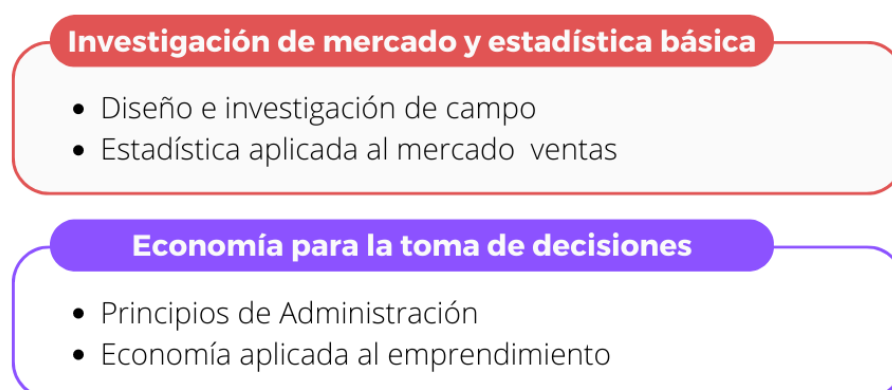 Investigación de mercado y estadística básica
• Diseño e investigación de campo
• Estadística aplicada al mercado  ventas
Economía para la toma de decisiones
• Principios de Administración
• Economía aplicada al emprendimiento